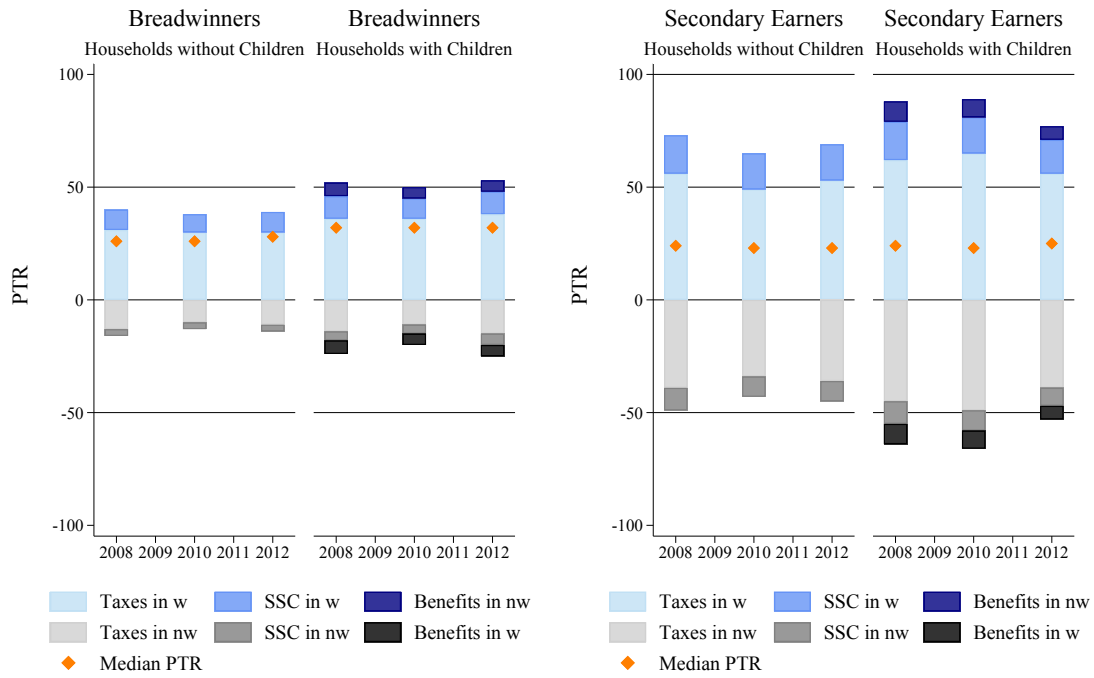 Breadwinners Breadwinners
Households without Children Households with Children
100
50
0
-50
-100
PTR
2008 2009 2010 2011 2012 2008 2009 2010 2011 2012
Taxes in w SSC in w Benefits in nw
Taxes in nw SSC in nw Benefits in w
Median PTR
Secondary Earners Secondary Earners
Households without Children Households with Children
100
50
0
-50
-100
PTR
2008 2009 2010 2011 2012 2008 2009 2010 2011 2012
Taxes in w SSC in w Benefits in nw
Taxes in nw SSC in nw Benefits in w
Median PTR